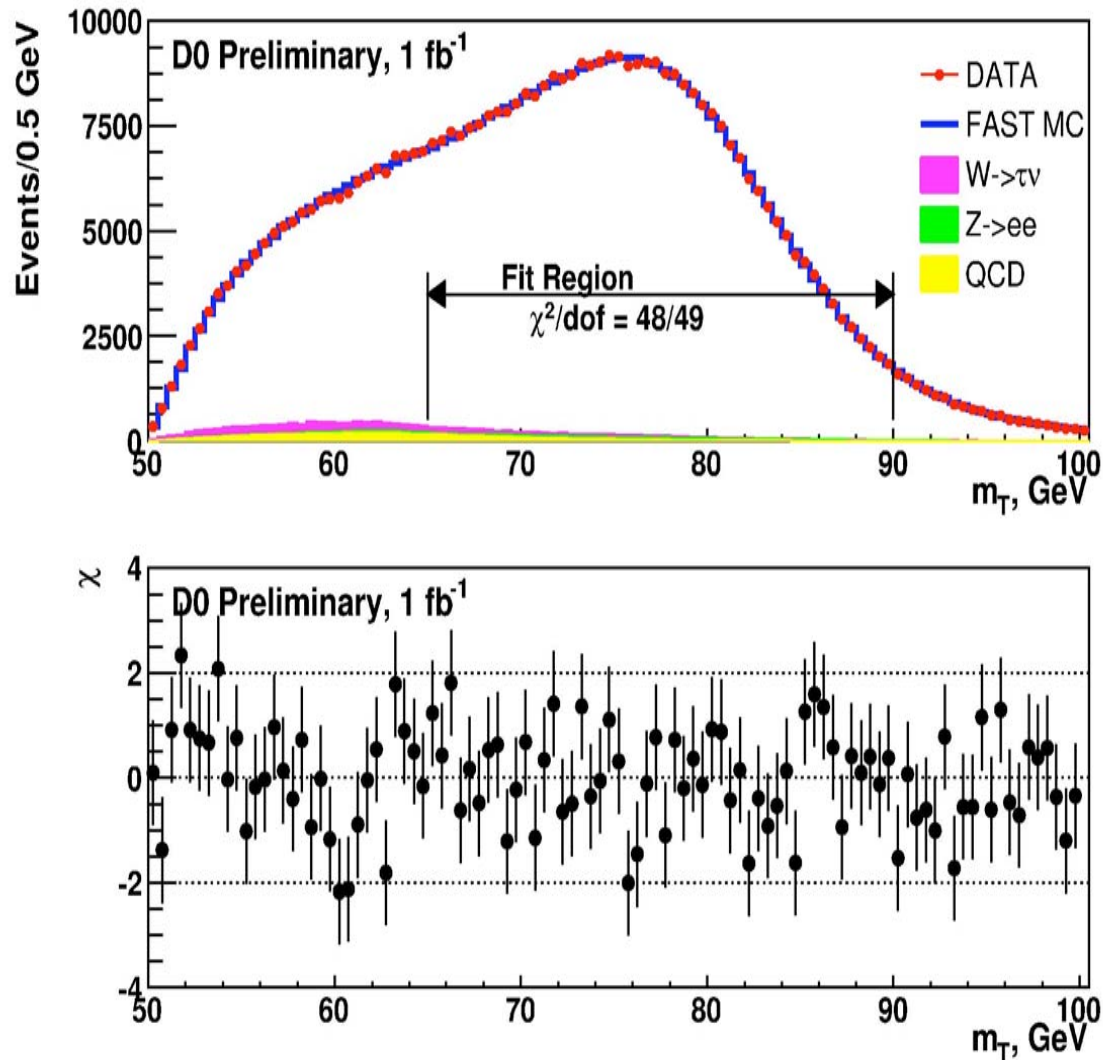 Events/0.5 GeV
10000
7500
5000
2500
0
D0 Preliminary, 1 fb⁻¹
DATA
FAST MC
W->τν
Z->ee
QCD
Fit Region
χ²/dof = 48/49
50 60 70 80 90 100
m_T, GeV
χ
4
2
0
-2
-4
D0 Preliminary, 1 fb⁻¹
50 60 70 80 90 100
m_T, GeV